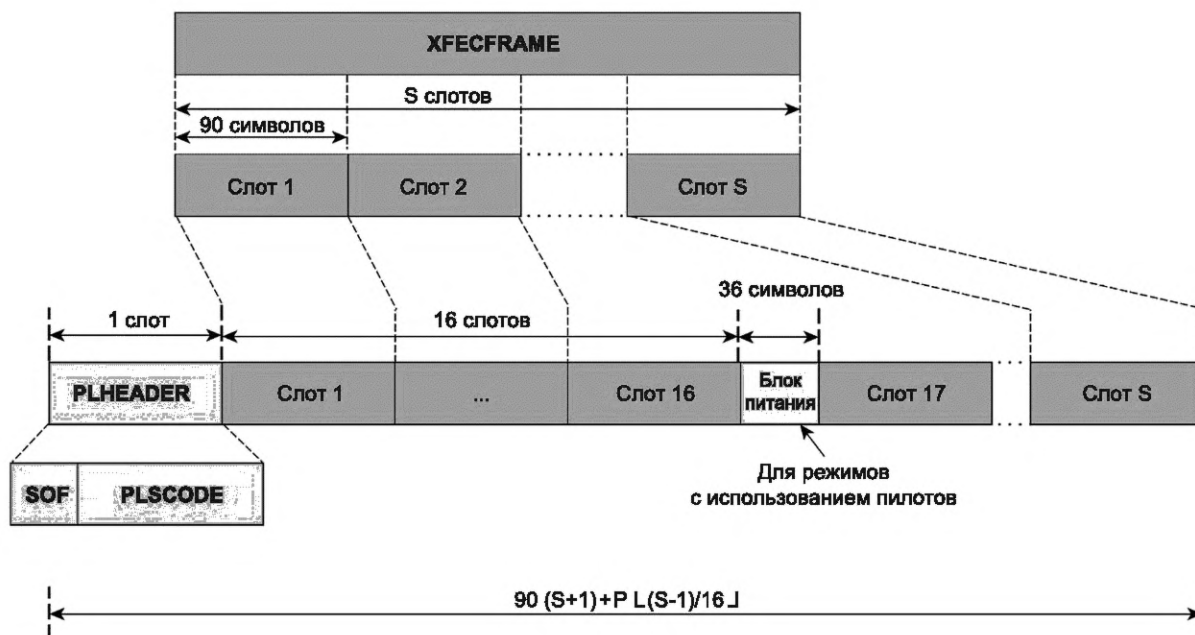 XFECFRAME
S слотов
90 символов
Слот 1
Слот 2
Слот S
36 символов
1 слот
16 слотов
PLHEADER
Слот 1
...
Слот 16
Блок
питания
Слот 17
Слот S
SOF
PLSCODE
Для режимов
с использованием пилотов
90 (S+1)+P L(S-1)/16⅃